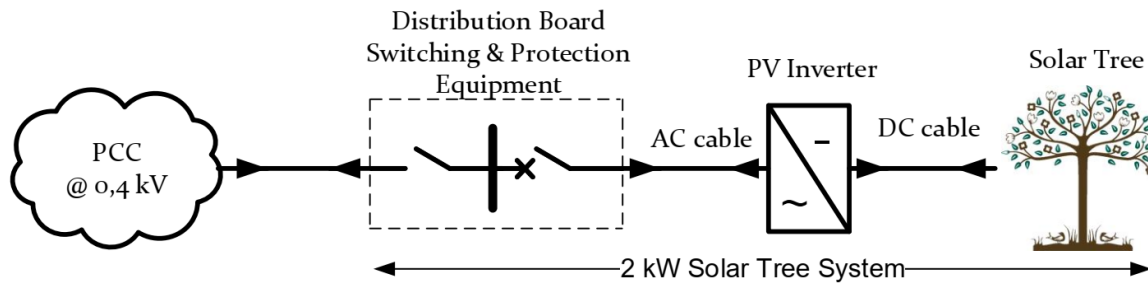 Distribution Board
Switching & Protection
Equipment
PV Inverter
Solar Tree
PCC
@ 0,4 kV
AC cable
DC cable
2 kW Solar Tree System